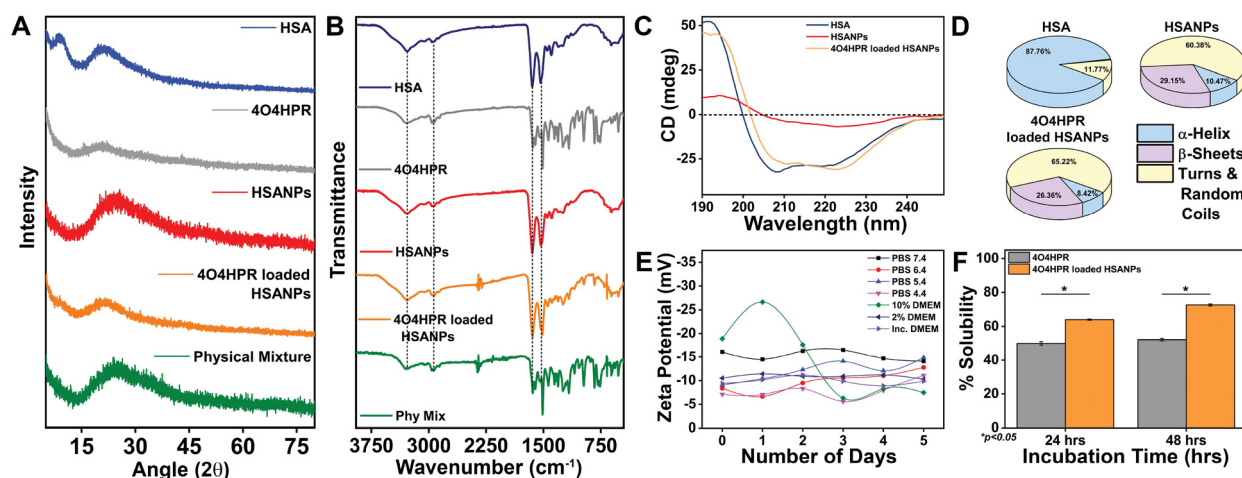 A
HSA
4O4HPR
HSANPs
4O4HPR loaded
HSANPs
Physical Mixture
Intensity
15
30
45
60
75
Angle (2θ)
B
HSA
4O4HPR
HSANPs
4O4HPR loaded
HSANPs
Phy Mix
Transmittance
3750
3000
2250
1500
750
Wavenumber (cm⁻¹)
C
HSA
HSANPs
4O4HPR loaded HSANPs
CD (mdeg)
50
25
0
-25
190
200
210
220
230
240
Wavelength (nm)
D
HSA
87.76%
11.77%
HSANPs
60.38%
29.15%
10.47%
4O4HPR
loaded HSANPs
65.22%
26.36%
8.42%
α-Helix
β-Sheets
Turns &
Random
Coils
E
PBS 7.4
PBS 6.4
PBS 5.4
PBS 4.4
10% DMEM
2% DMEM
Inc. DMEM
Zeta Potential (mV)
-35
-30
-25
-20
-15
-10
-5
0
0
1
2
3
4
5
Number of Days
F
4O4HPR
4O4HPR loaded HSANPs
% Solubility
100
80
60
40
20
0
*
*
*p<0.05
24 hrs
48 hrs
Incubation Time (hrs)